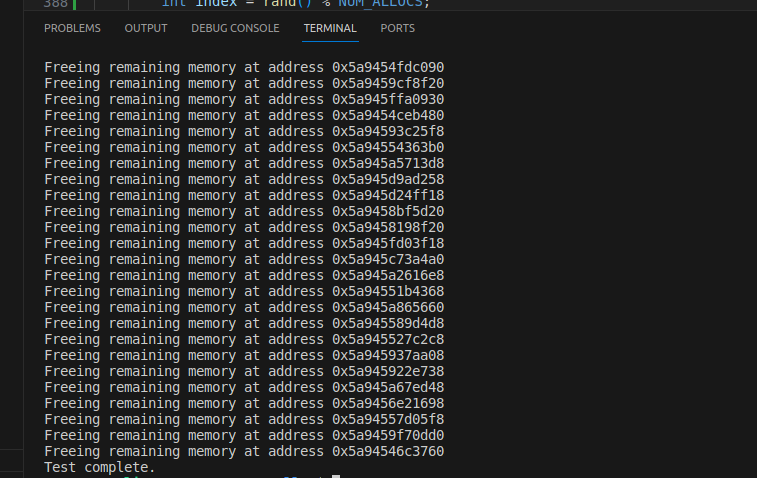 388 int index = rand() % NUM_ALLOCS;
PROBLEMS OUTPUT DEBUG CONSOLE TERMINAL PORTS
Freeing remaining memory at address 0x5a9454fdc090
Freeing remaining memory at address 0x5a9459cf8f20
Freeing remaining memory at address 0x5a945ffa0930
Freeing remaining memory at address 0x5a9454ceb480
Freeing remaining memory at address 0x5a94593c25f8
Freeing remaining memory at address 0x5a94554363b0
Freeing remaining memory at address 0x5a945a5713d8
Freeing remaining memory at address 0x5a945d9ad258
Freeing remaining memory at address 0x5a945d24ff18
Freeing remaining memory at address 0x5a9458bf5d20
Freeing remaining memory at address 0x5a9458198f20
Freeing remaining memory at address 0x5a945fd03f18
Freeing remaining memory at address 0x5a945c73a4a0
Freeing remaining memory at address 0x5a945a2616e8
Freeing remaining memory at address 0x5a94551b4368
Freeing remaining memory at address 0x5a945a865660
Freeing remaining memory at address 0x5a945589d4d8
Freeing remaining memory at address 0x5a945527c2c8
Freeing remaining memory at address 0x5a945937aa08
Freeing remaining memory at address 0x5a945922e738
Freeing remaining memory at address 0x5a945a67ed48
Freeing remaining memory at address 0x5a9456e21698
Freeing remaining memory at address 0x5a94557d05f8
Freeing remaining memory at address 0x5a9459f70dd0
Freeing remaining memory at address 0x5a94546c3760
Test complete.